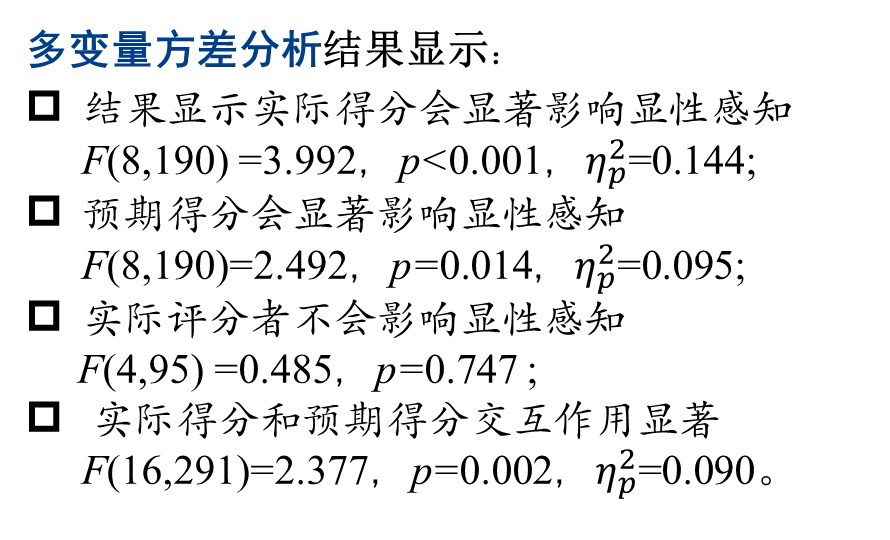 多变量方差分析结果显示：
结果显示实际得分会显著影响显性感知
F(8,190) =3.992，p<0.001，η²ₚ=0.144;
预期得分会显著影响显性感知
F(8,190)=2.492，p=0.014，η²ₚ=0.095;
实际评分者不会影响显性感知
F(4,95) =0.485，p=0.747 ;
实际得分和预期得分交互作用显著
F(16,291)=2.377，p=0.002，η²ₚ=0.090。